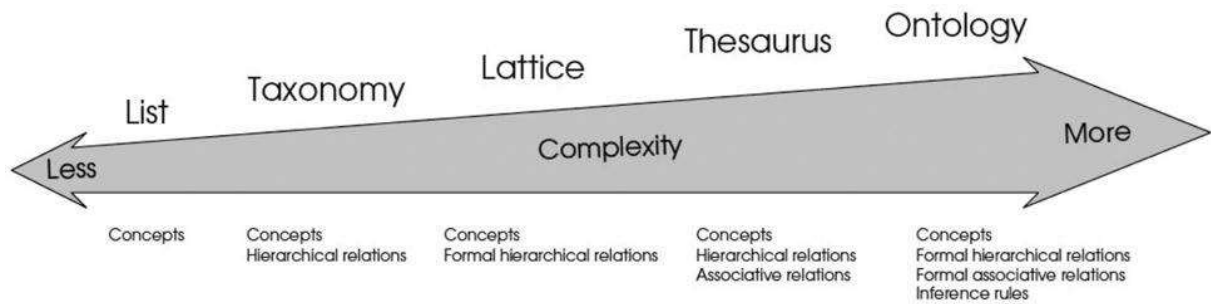 Ontology
Thesaurus
Lattice
Taxonomy
List
Less
Complexity
More
Concepts
Concepts
Hierarchical relations
Concepts
Formal hierarchical relations
Concepts
Hierarchical relations
Associative relations
Concepts
Formal hierarchical relations
Formal associative relations
Inference rules